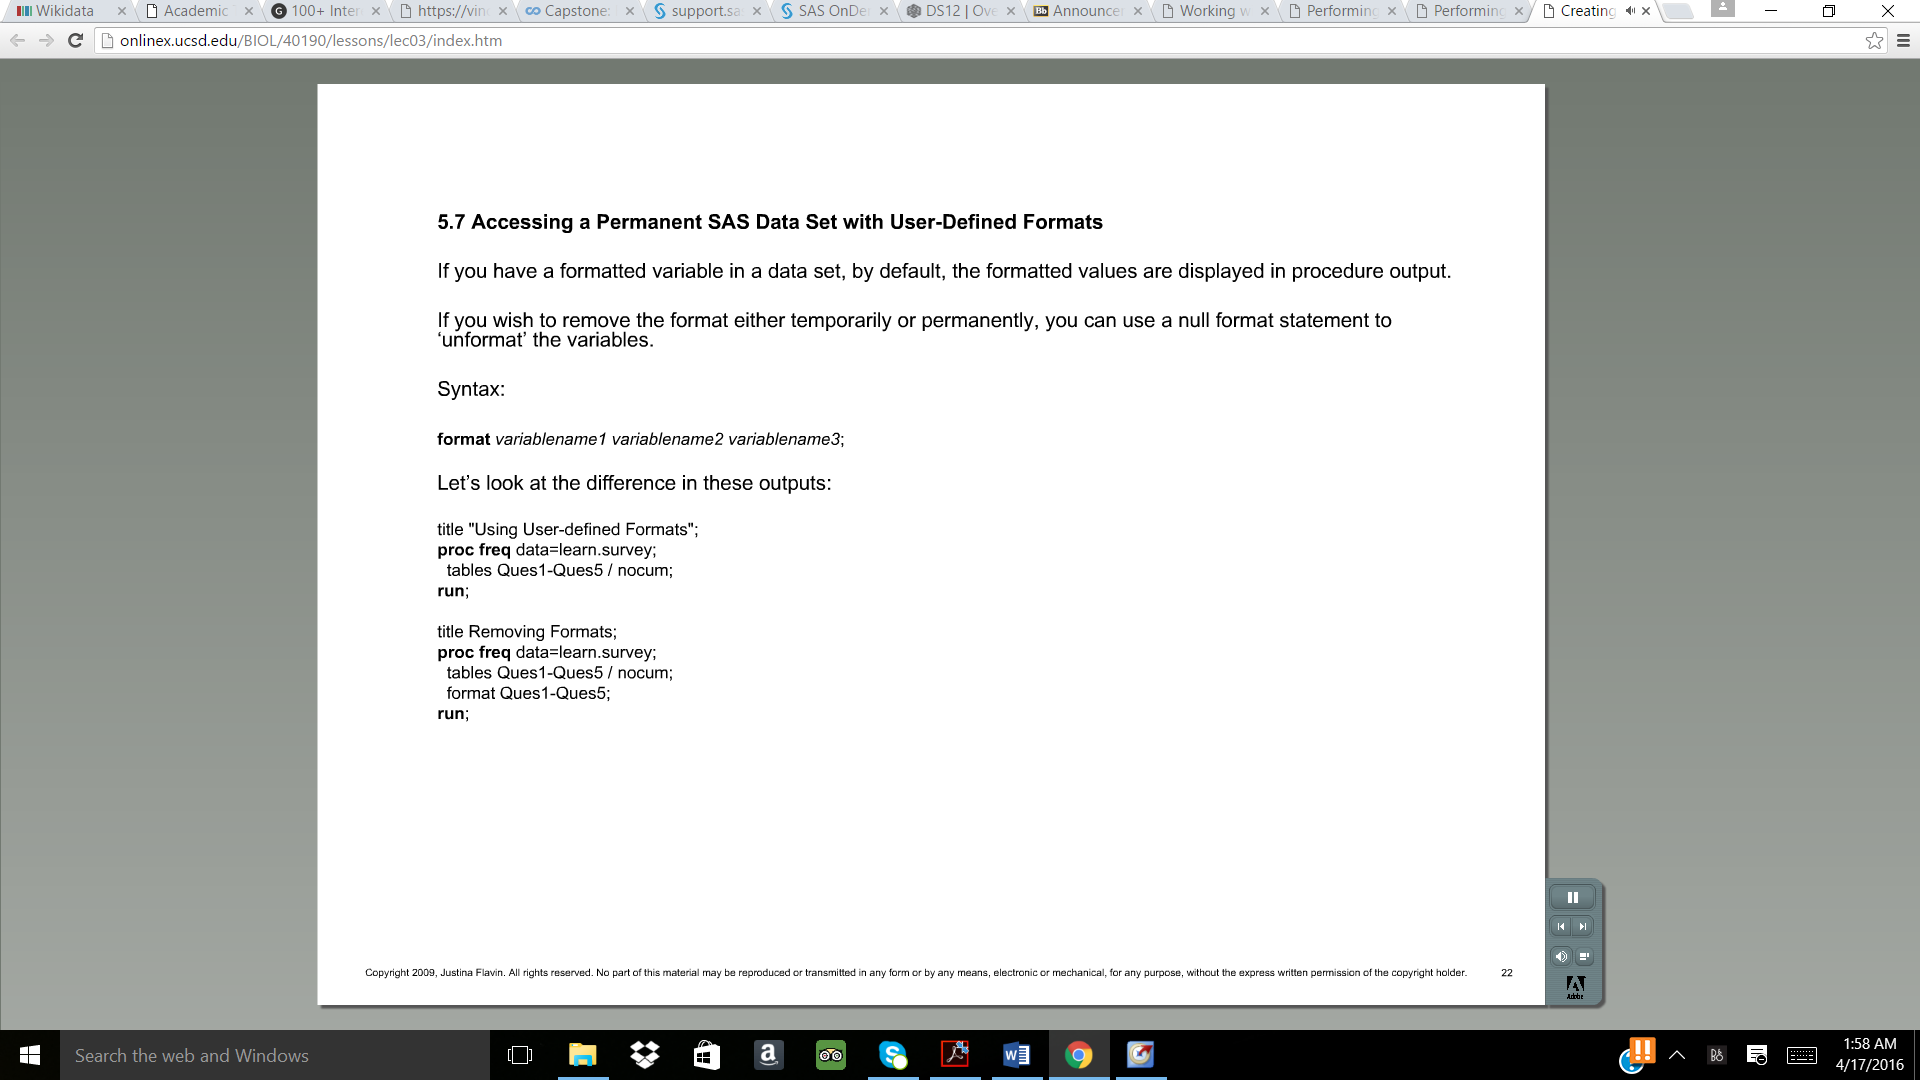 Wikidata
Academic
100+ Inter
https://vin
Capstone:
support.sa
SAS OnDe
DS12 | Ove
Announce
Working w
Performing
Performing
Creating
onlinex.ucsd.edu/BIOL/40190/lessons/lec03/index.htm
5.7 Accessing a Permanent SAS Data Set with User-Defined Formats
If you have a formatted variable in a data set, by default, the formatted values are displayed in procedure output.
If you wish to remove the format either temporarily or permanently, you can use a null format statement to
‘unformat’ the variables.
Syntax:
format variablename1 variablename2 variablename3;
Let’s look at the difference in these outputs:
title "Using User-defined Formats";
proc freq data=learn.survey;
tables Ques1-Ques5 / nocum;
run;
title Removing Formats;
proc freq data=learn.survey;
tables Ques1-Ques5 / nocum;
format Ques1-Ques5;
run;
Copyright 2009, Justina Flavin. All rights reserved. No part of this material may be reproduced or transmitted in any form or by any means, electronic or mechanical, for any purpose, without the express written permission of the copyright holder. 22
Adobe
Search the web and Windows
1:58 AM
4/17/2016